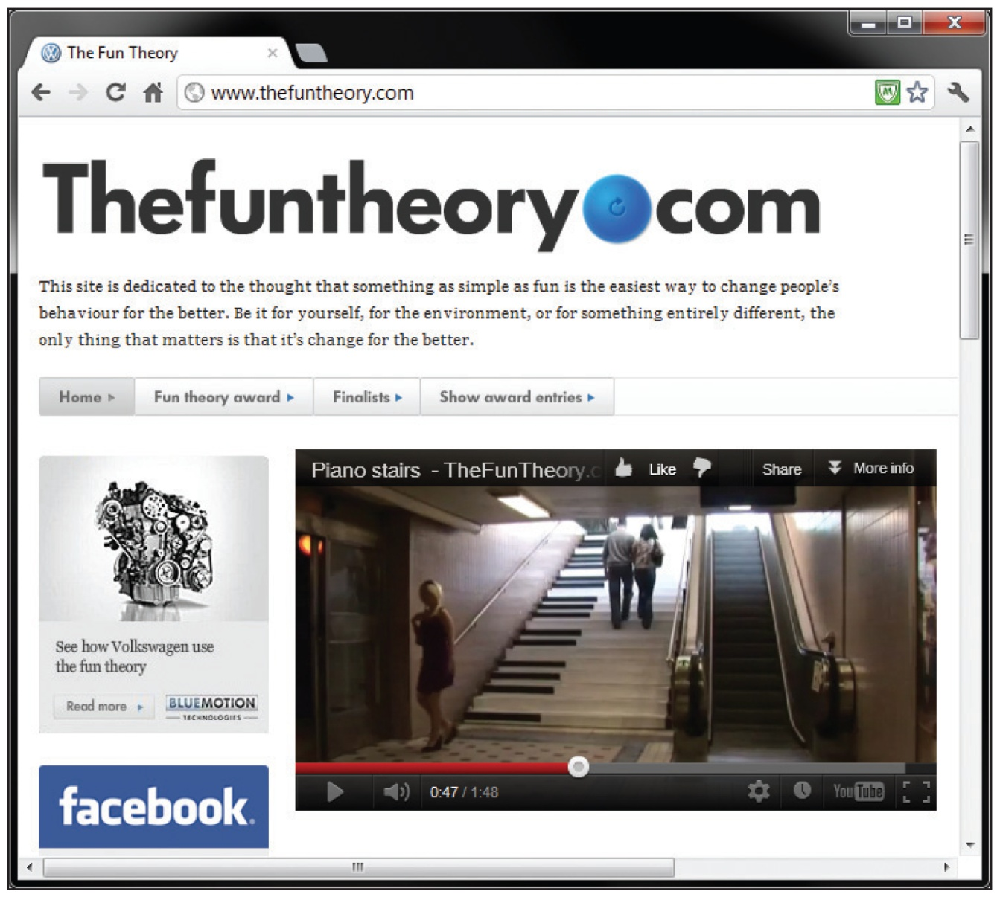 The Fun Theory
www.thefuntheory.com
Thefuntheory.com
This site is dedicated to the thought that something as simple as fun is the easiest way to change people's
behaviour for the better. Be it for yourself, for the environment, or for something entirely different, the
only thing that matters is that it's change for the better.
Home
Fun theory award
Finalists
Show award entries
See how Volkswagen use
the fun theory
Read more
BLUEMOTION
TECHNOLOGIES
facebook.
Piano stairs - TheFunTheory.c
Like
Share
More info
0:47 / 1:48
YouTube